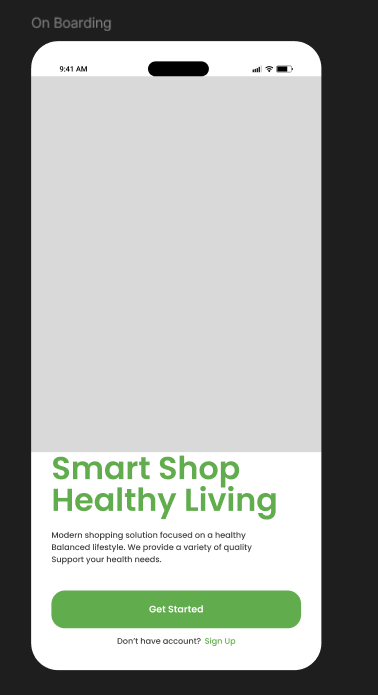 On Boarding
9:41 AM
Smart Shop
Healthy Living
Modern shopping solution focused on a healthy
Balanced lifestyle. We provide a variety of quality
Support your health needs.
Get Started
Don't have account? Sign Up